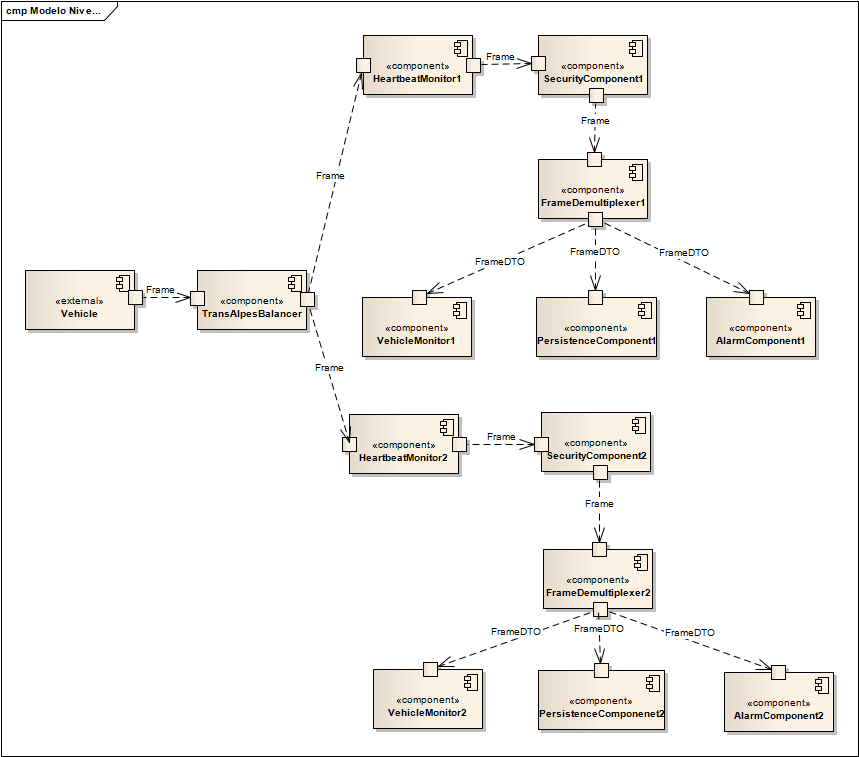 cmp Modelo Nive...
«component»
HeartbeatMonitor1
Frame
«component»
SecurityComponent1
Frame
Frame
«component»
FrameDemultiplexer1
FrameDTO
FrameDTO
FrameDTO
«external»
Vehicle
Frame
«component»
TransAlpesBalancer
«component»
VehicleMonitor1
«component»
PersistenceComponent1
«component»
AlarmComponent1
Frame
«component»
HeartbeatMonitor2
Frame
«component»
SecurityComponent2
Frame
«component»
FrameDemultiplexer2
FrameDTO
FrameDTO
FrameDTO
«component»
VehicleMonitor2
«component»
PersistenceComponenet2
«component»
AlarmComponent2